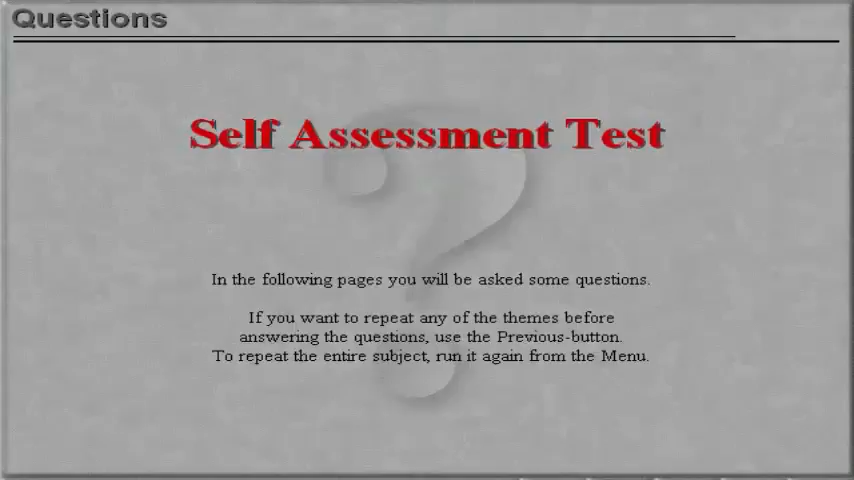 Questions
Self Assessment Test
In the following pages you will be asked some questions.
If you want to repeat any of the themes before
answering the questions, use the Previous-button.
To repeat the entire subject, run it again from the Menu.